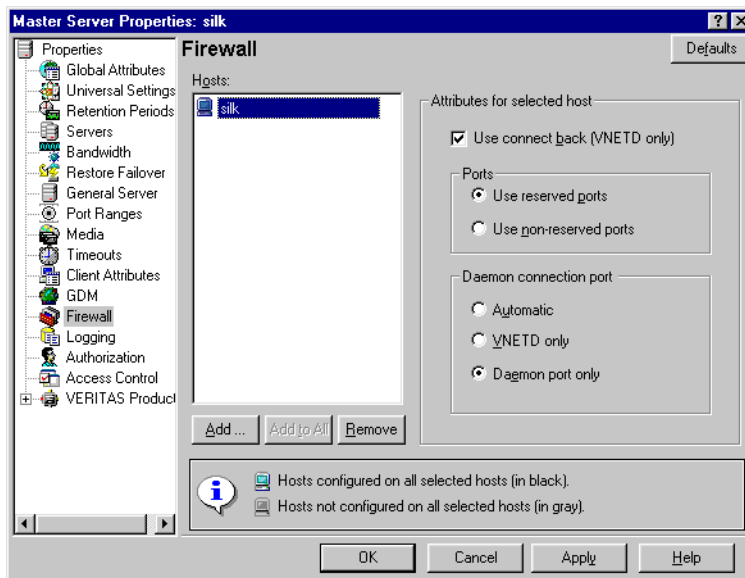 Master Server Properties: silk
Properties
Global Attributes
Universal Settings
Retention Periods
Servers
Bandwidth
Restore Failover
General Server
Port Ranges
Media
Timeouts
Client Attributes
GDM
Firewall
Logging
Authorization
Access Control
VERITAS Product
Firewall
Defaults
Hosts:
silk
Add ...
Add to All
Remove
Attributes for selected host
Use connect back (VNETD only)
Ports
Use reserved ports
Use non-reserved ports
Daemon connection port
Automatic
VNETD only
Daemon port only
Hosts configured on all selected hosts (in black).
Hosts not configured on all selected hosts (in gray).
OK
Cancel
Apply
Help